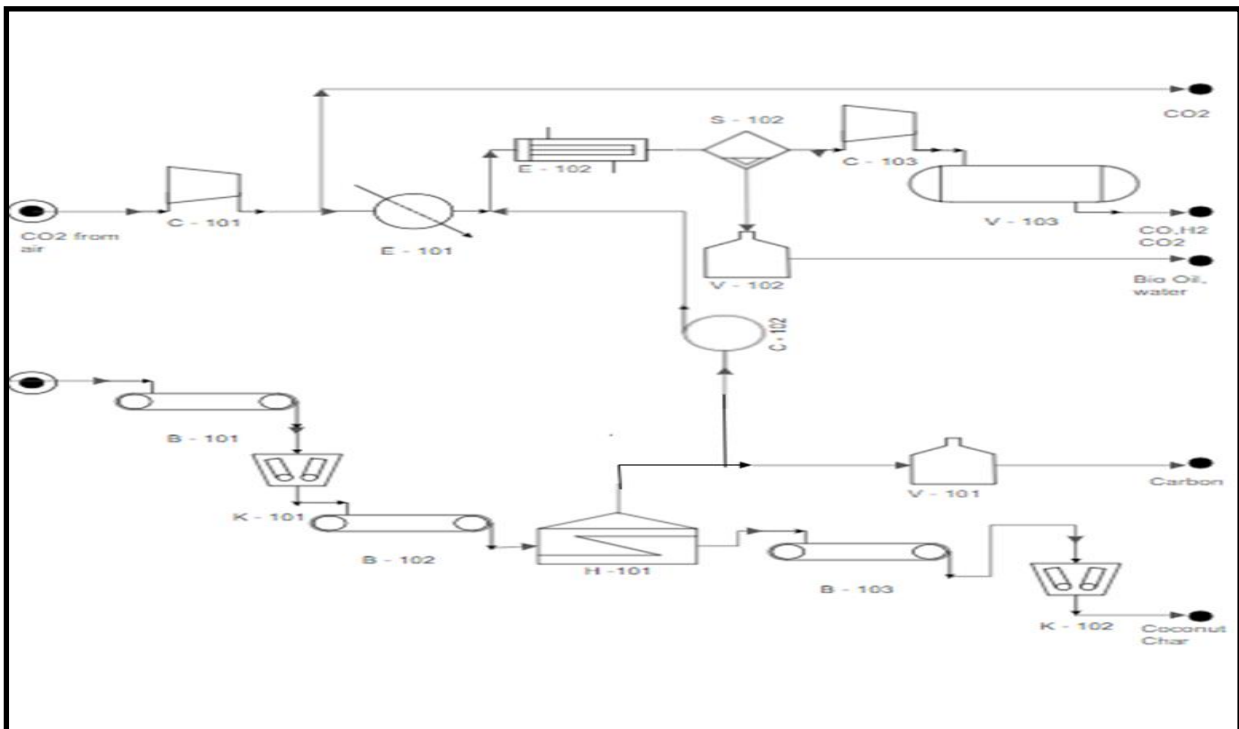 CO2
S - 102
C - 103
E - 102
C - 101
V - 103
CO2 from
air
E - 101
CO,H2
CO2
V - 102
Bio Oil,
water
C - 102
B - 101
V - 101
Carbon
K - 101
B - 102
H -101
B - 103
K - 102
Coconut
Char